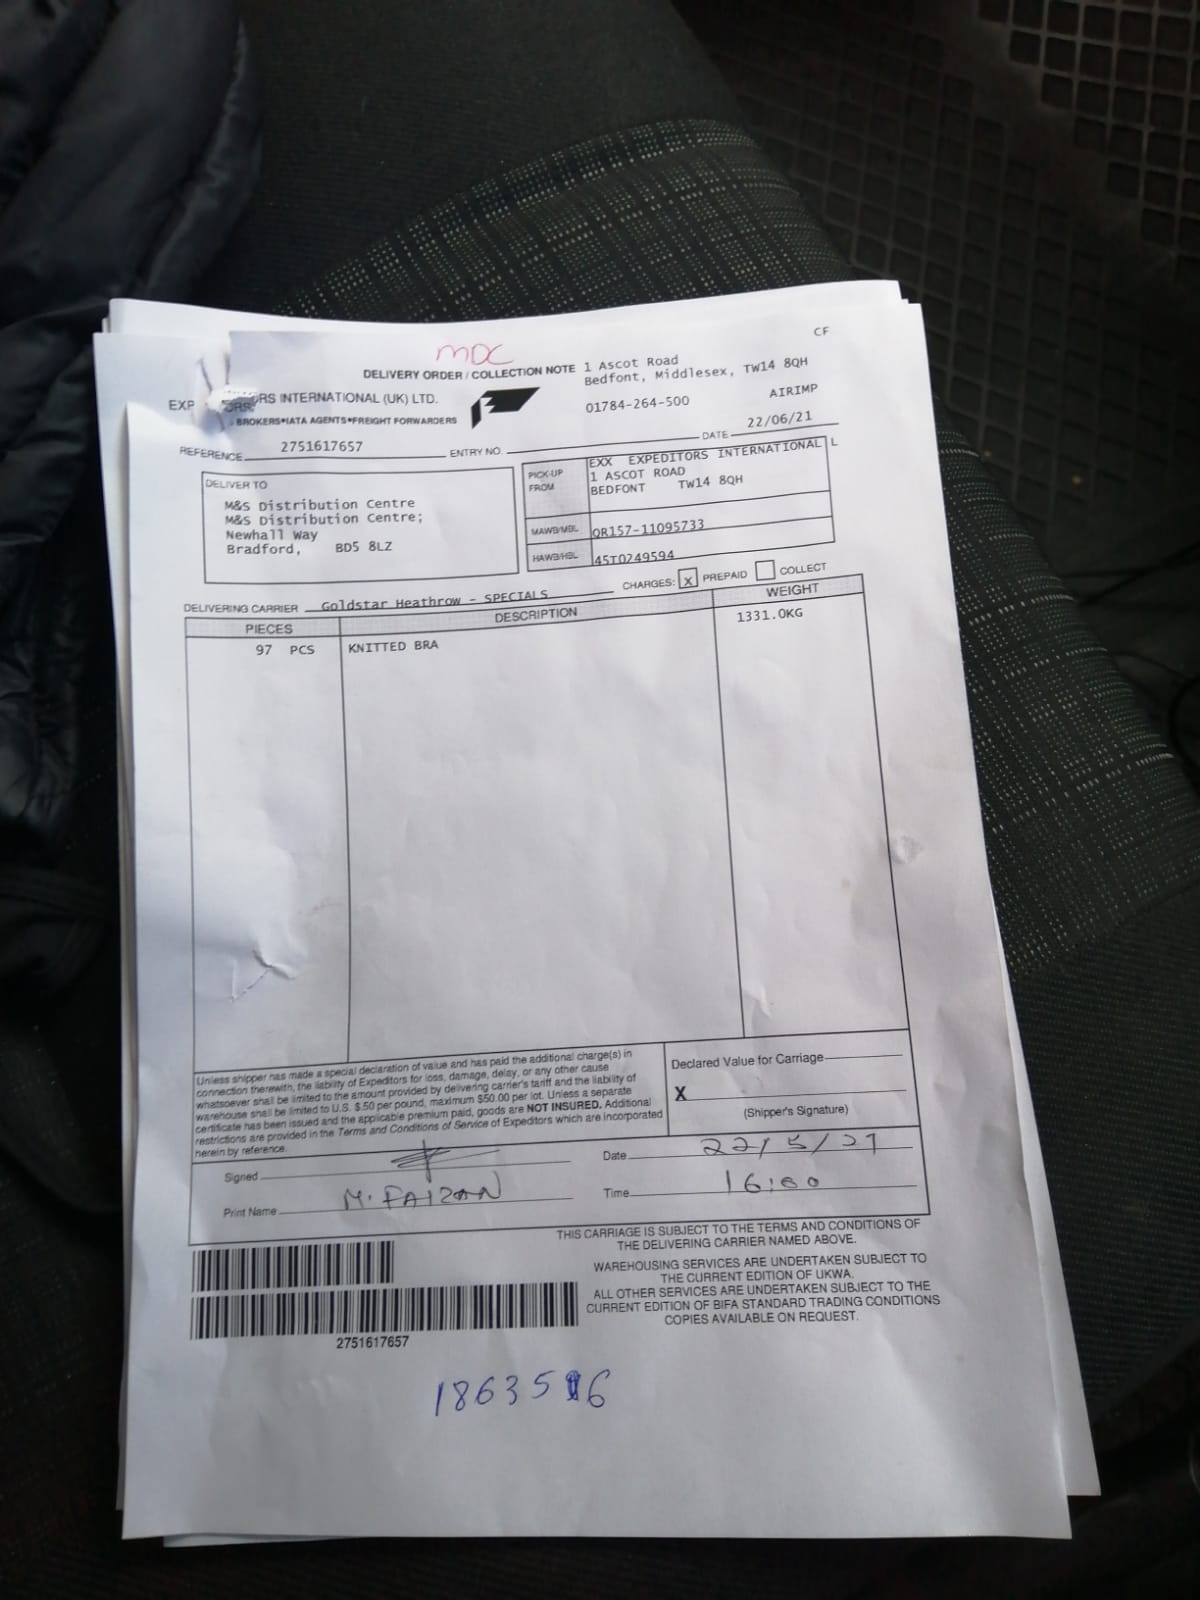 CF
MDC
DELIVERY ORDER / COLLECTION NOTE 1 Ascot Road
Bedfont, Middlesex, TW14 8QH
EXP ORS INTERNATIONAL (UK) LTD.
BROKERS•IATA AGENTS•FREIGHT FORWARDERS
01784-264-500
AIRIMP
REFERENCE 2751617657 ENTRY NO. DATE 22/06/21
DELIVER TO
M&S Distribution Centre
M&S Distribution Centre;
Newhall Way
Bradford, BD5 8LZ
PICK-UP FROM
EXX EXPEDITORS INTERNATIONAL L
1 ASCOT ROAD
BEDFONT TW14 8QH
MAWB/MBL QR157-11095733
HAWB/HBL 45T0249594
DELIVERING CARRIER Goldstar Heathrow - SPECIALS CHARGES: X PREPAID COLLECT
PIECES DESCRIPTION WEIGHT
97 PCS KNITTED BRA 1331.0KG
Unless shipper has made a special declaration of value and has paid the additional charge(s) in
connection therewith, the liability of Expeditors for loss, damage, delay, or any other cause
whatsoever shall be limited to the amount provided by delivering carrier's tariff and the liability of
warehouse shall be limited to U.S. $.50 per pound, maximum $50.00 per lot. Unless a separate
certificate has been issued and the applicable premium paid, goods are NOT INSURED. Additional
restrictions are provided in the Terms and Conditions of Service of Expeditors which are incorporated
herein by reference.
Declared Value for Carriage
X
(Shipper's Signature)
Signed
Date 22/5/21
Print Name M. FAIZAN
Time 16:00
THIS CARRIAGE IS SUBJECT TO THE TERMS AND CONDITIONS OF
THE DELIVERING CARRIER NAMED ABOVE.
WAREHOUSING SERVICES ARE UNDERTAKEN SUBJECT TO
THE CURRENT EDITION OF UKWA.
ALL OTHER SERVICES ARE UNDERTAKEN SUBJECT TO THE
CURRENT EDITION OF BIFA STANDARD TRADING CONDITIONS
COPIES AVAILABLE ON REQUEST.
2751617657